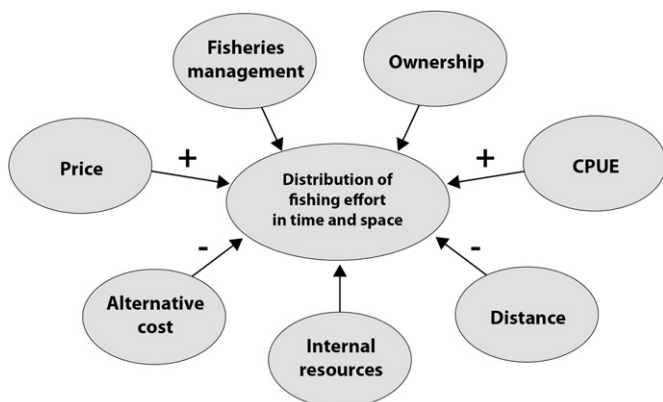 Fisheries
management
Ownership
Price
+
+
CPUE
Distribution of
fishing effort
in time and space
-
-
Alternative
cost
Internal
resources
Distance